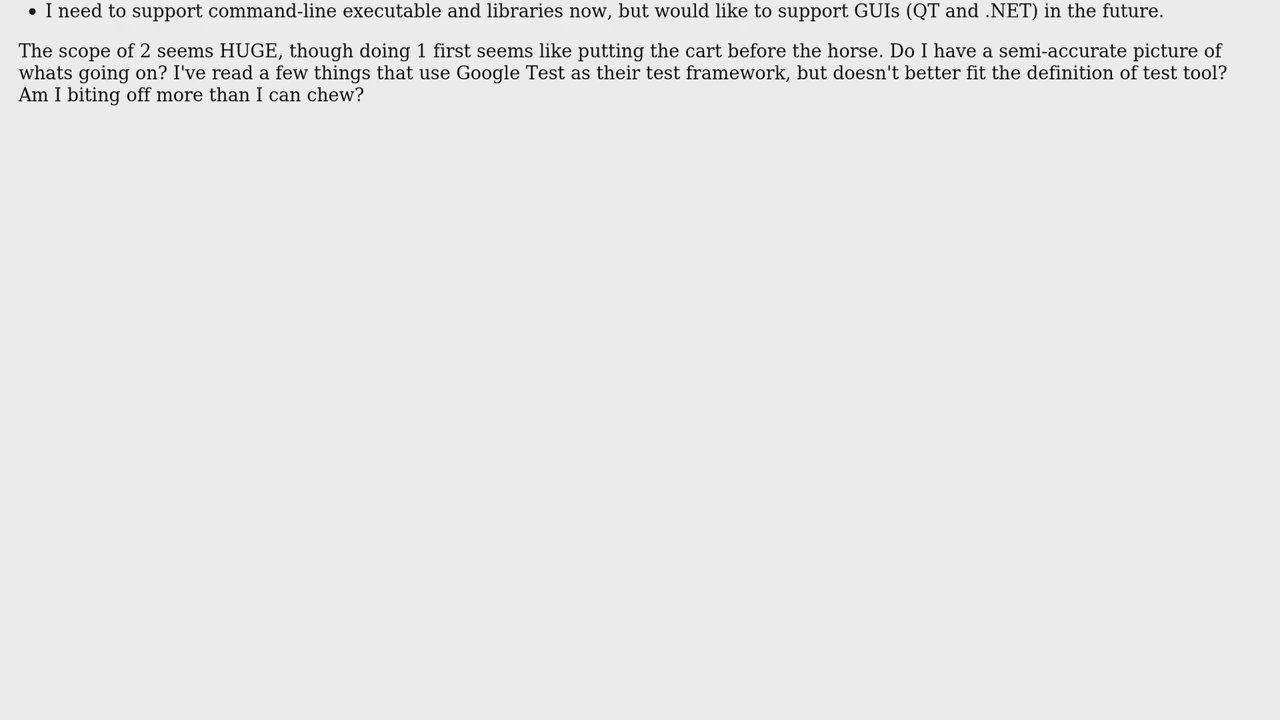 • I need to support command-line executable and libraries now, but would like to support GUIs (QT and .NET) in the future.
The scope of 2 seems HUGE, though doing 1 first seems like putting the cart before the horse. Do I have a semi-accurate picture of
whats going on? I've read a few things that use Google Test as their test framework, but doesn't better fit the definition of test tool?
Am I biting off more than I can chew?